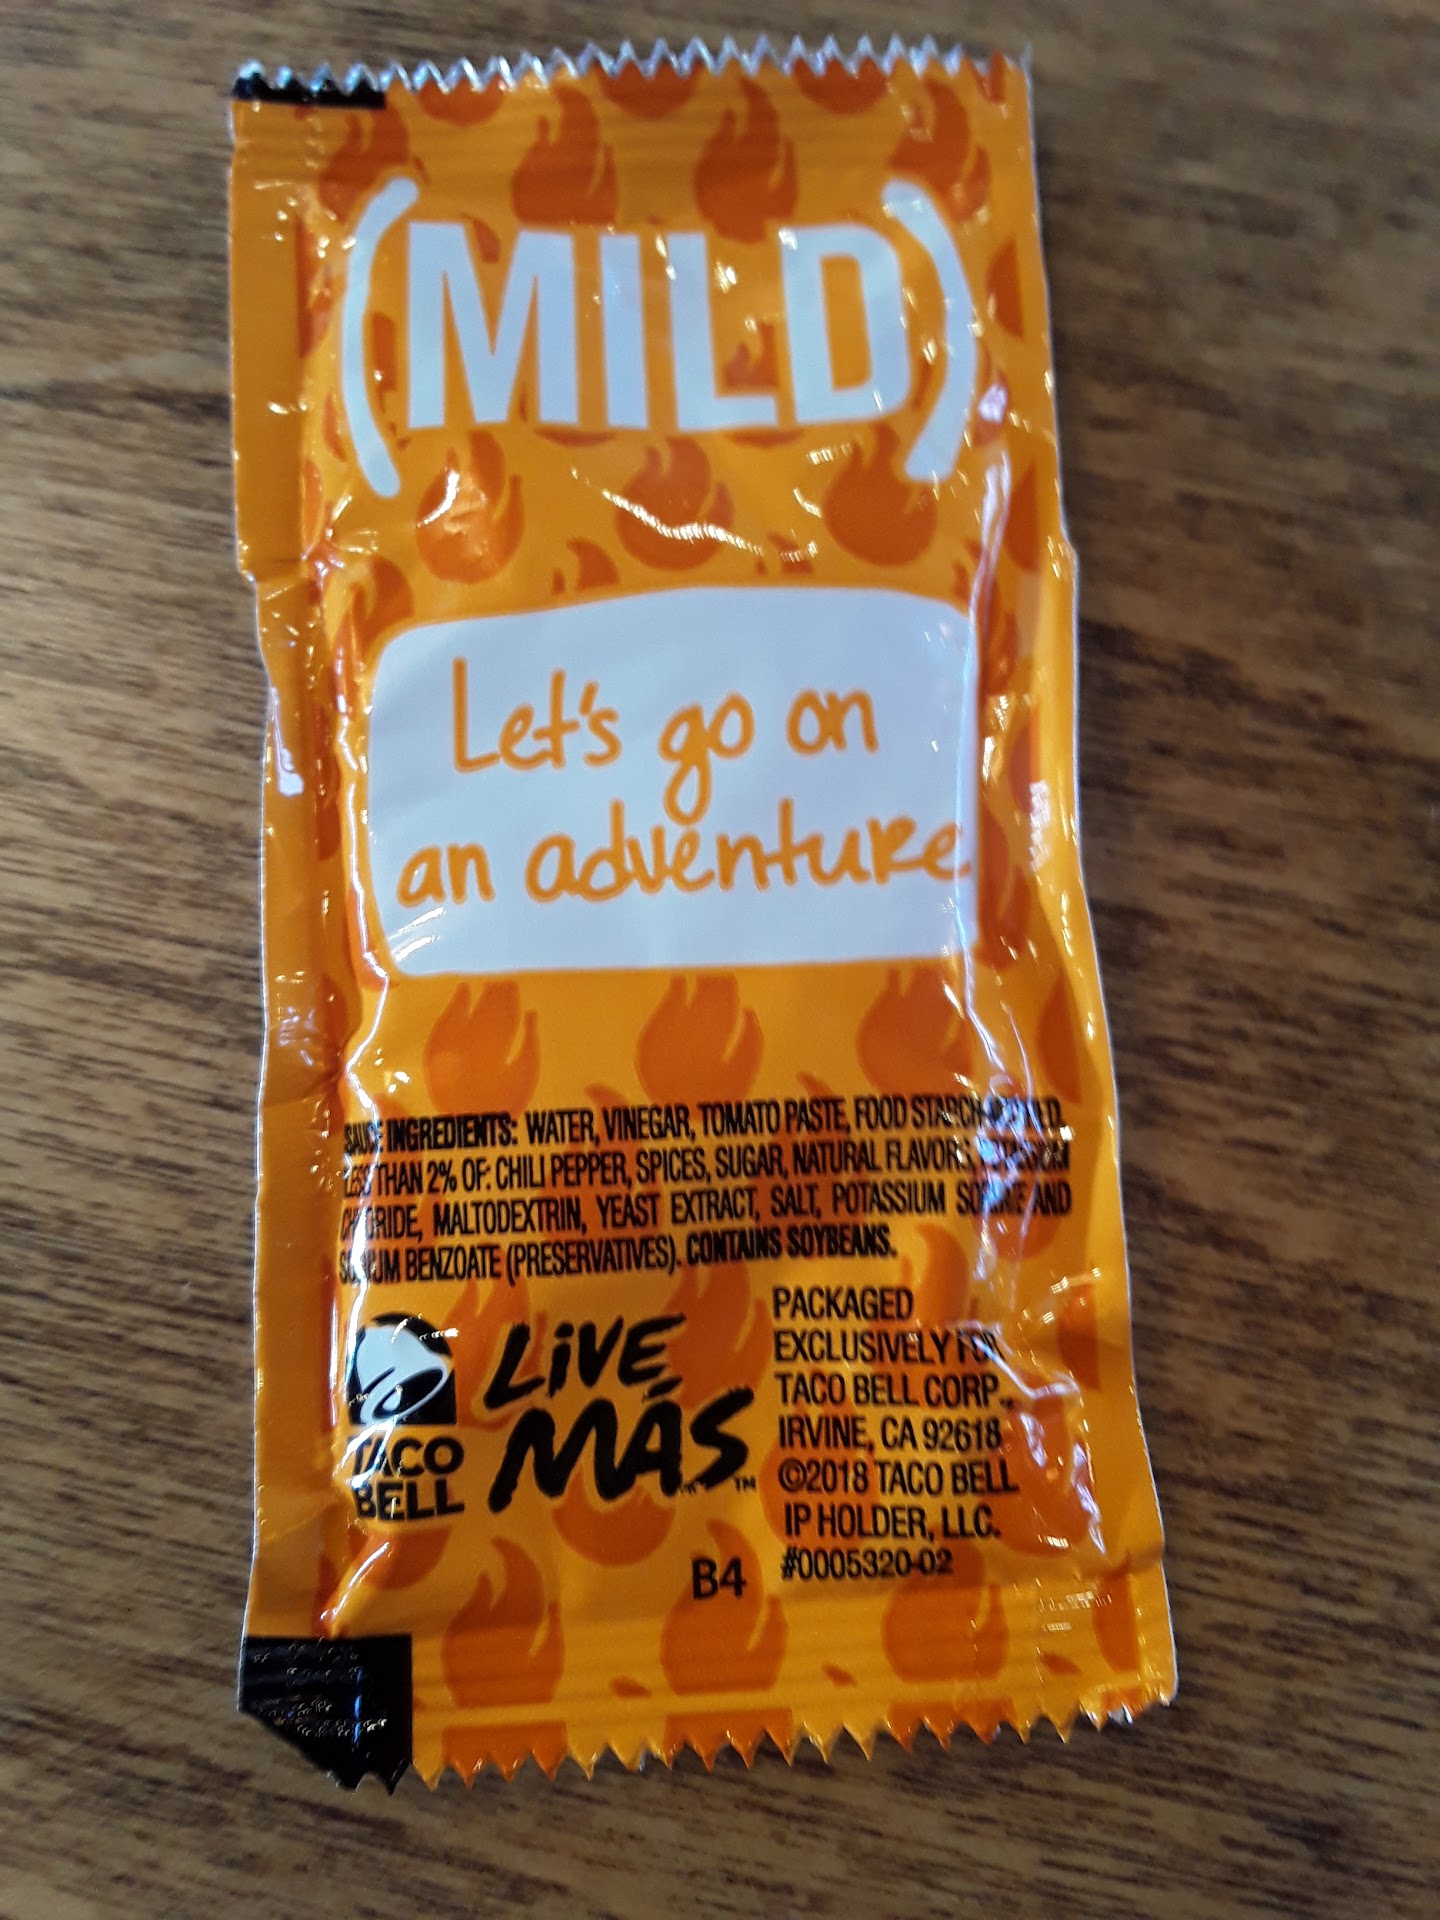 (MILD)
Let's go on
an adventure
SAUCE INGREDIENTS: WATER, VINEGAR, TOMATO PASTE, FOOD STARCH
LESS THAN 2% OF: CHILI PEPPER, SPICES, SUGAR, NATURAL FLAVORS, POTASSIUM
CHLORIDE, MALTODEXTRIN, YEAST EXTRACT, SALT, POTASSIUM SORBATE AND
SODIUM BENZOATE (PRESERVATIVES). CONTAINS SOYBEANS.
TACO
BELL
LIVE
MÁS™
PACKAGED
EXCLUSIVELY FOR
TACO BELL CORP.,
IRVINE, CA 92618
©2018 TACO BELL
IP HOLDER, LLC.
#0005320-02
B4